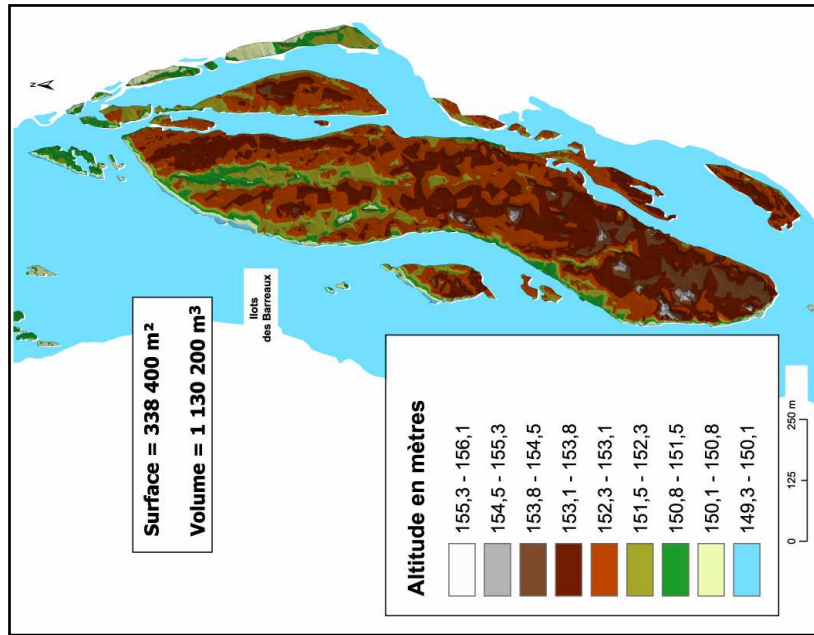 N
Surface = 338 400 m²
Volume = 1 130 200 m³
Ilots
des Barreaux
Altitude en mètres
155,3 - 156,1
154,5 - 155,3
153,8 - 154,5
153,1 - 153,8
152,3 - 153,1
151,5 - 152,3
150,8 - 151,5
150,1 - 150,8
149,3 - 150,1
0 125 250 m